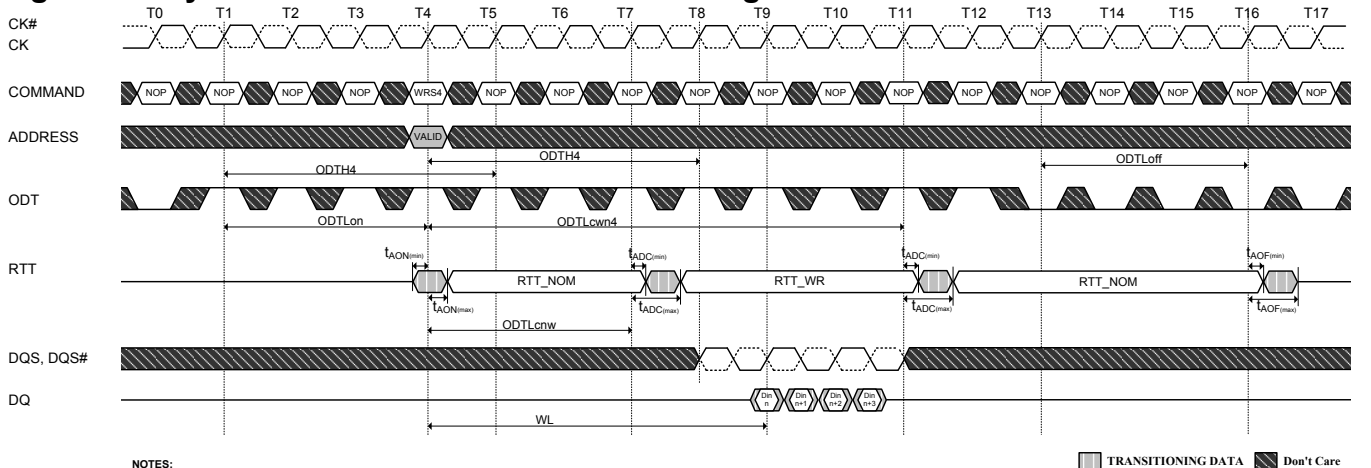 T0 T1 T2 T3 T4 T5 T6 T7 T8 T9 T10 T11 T12 T13 T14 T15 T16 T17
CK#
CK
COMMAND NOP NOP NOP NOP WRS4 NOP NOP NOP NOP NOP NOP NOP NOP NOP NOP NOP NOP NOP
ADDRESS VALID
ODTH4 ODTLoff
ODTH4
ODT
ODTLon ODTLcwn4
tAON(min) tADC(min) tADC(min) tAOF(min)
RTT RTT_NOM RTT_WR RTT_NOM
tAON(max) tADC(max) tADC(max) tAOF(max)
ODTLcnw
DQS, DQS#
DQ Din n Din n+1 Din n+2 Din n+3
WL
NOTES: TRANSITIONING DATA Don't Care